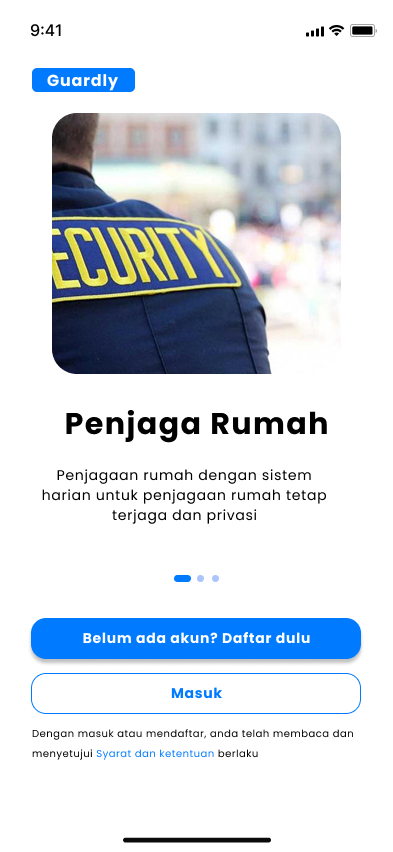 9:41
Guardly
ECURITY
Penjaga Rumah
Penjagaan rumah dengan sistem
harian untuk penjagaan rumah tetap
terjaga dan privasi
Belum ada akun? Daftar dulu
Masuk
Dengan masuk atau mendaftar, anda telah membaca dan
menyetujui Syarat dan ketentuan berlaku